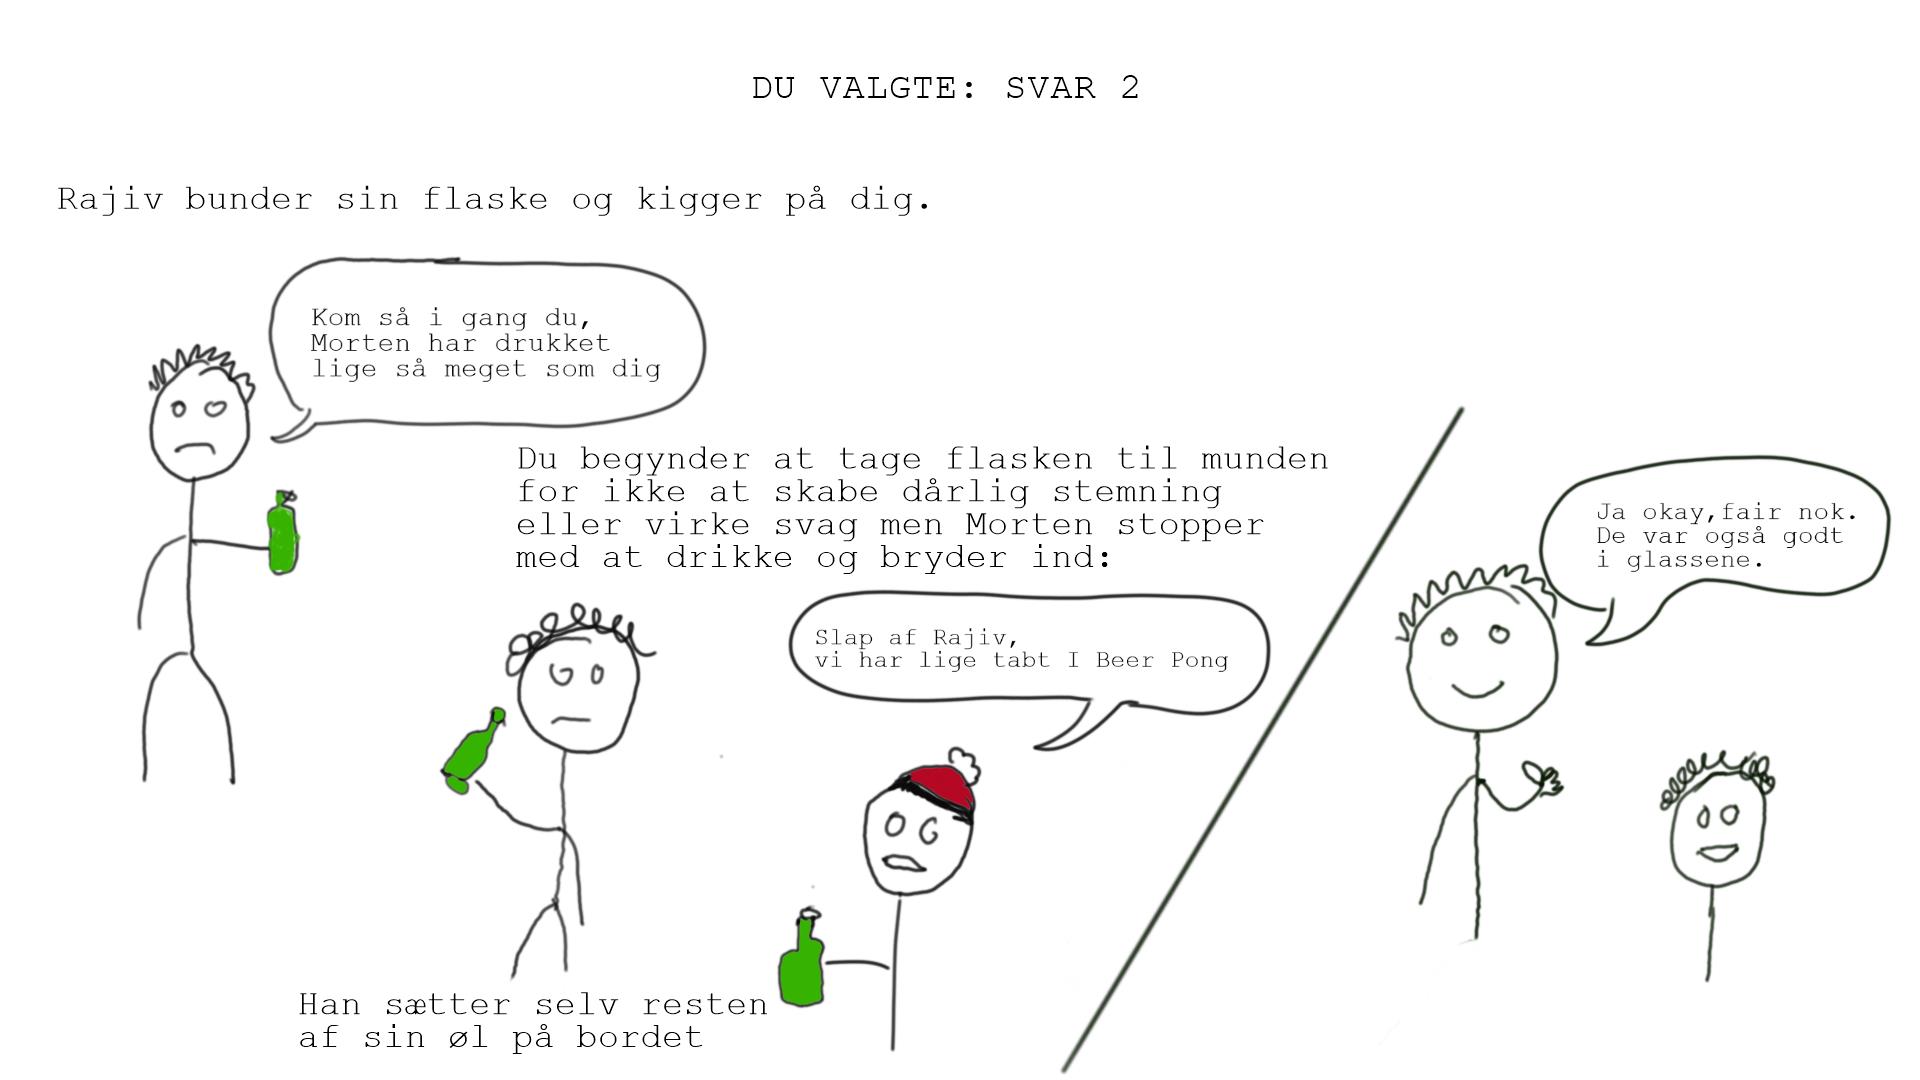 DU VALGTE: SVAR 2
Rajiv bunder sin flaske og kigger på dig.
Kom så i gang du,
Morten har drukket
lige så meget som dig
Du begynder at tage flasken til munden
for ikke at skabe dårlig stemning
eller virke svag men Morten stopper
med at drikke og bryder ind:
Slap af Rajiv,
vi har lige tabt I Beer Pong
Han sætter selv resten
af sin øl på bordet
Ja okay,fair nok.
De var også godt
i glassene.